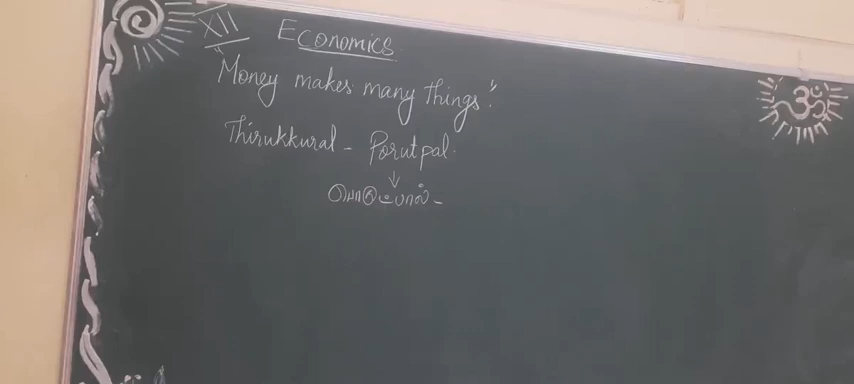 XII Economics
"Money makes many things".
Thirukkural - Porutpal.
↓
பொருட்பால் -
ॐ